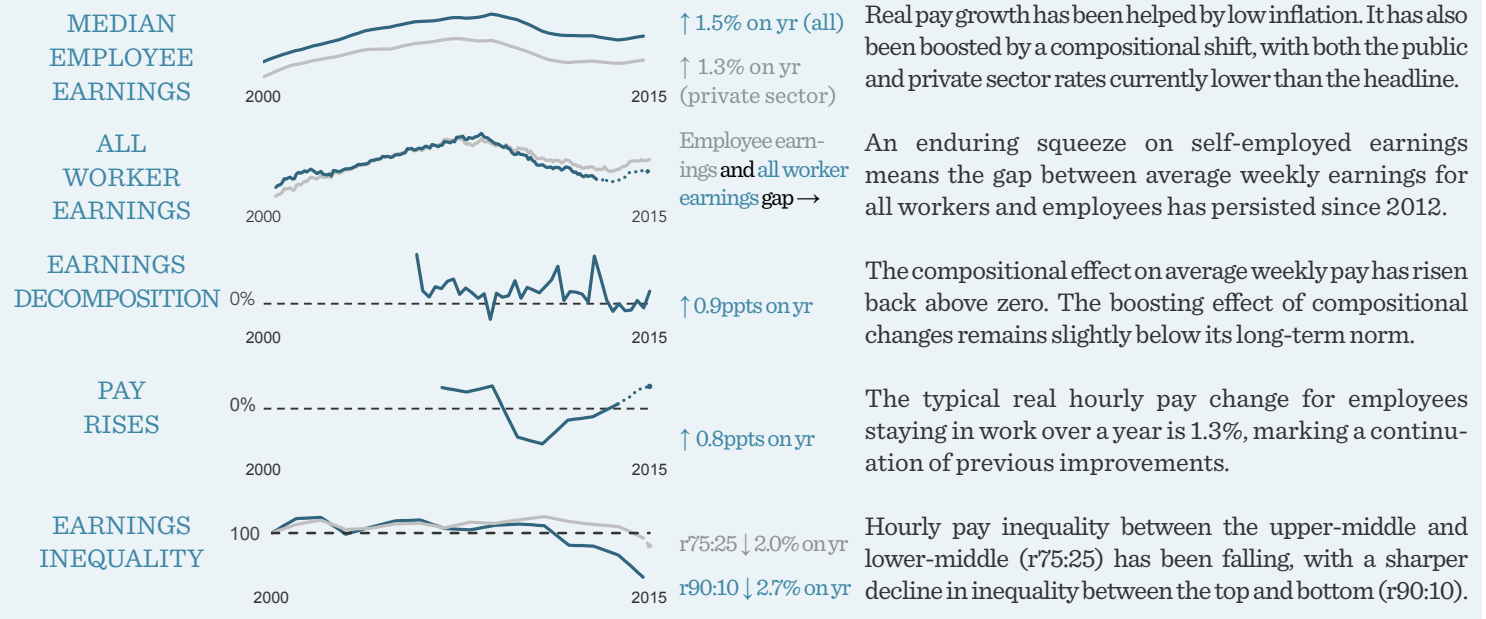 MEDIAN
EMPLOYEE
EARNINGS
2000
2015
↑ 1.5% on yr (all)
↑ 1.3% on yr
(private sector)
Real pay growth has been helped by low inflation. It has also
been boosted by a compositional shift, with both the public
and private sector rates currently lower than the headline.
ALL
WORKER
EARNINGS
2000
2015
Employee earn-
ings and all worker
earnings gap →
An enduring squeeze on self-employed earnings
means the gap between average weekly earnings for
all workers and employees has persisted since 2012.
EARNINGS
DECOMPOSITION
0%
2000
2015
↑ 0.9ppts on yr
The compositional effect on average weekly pay has risen
back above zero. The boosting effect of compositional
changes remains slightly below its long-term norm.
PAY
RISES
0%
2000
2015
↑ 0.8ppts on yr
The typical real hourly pay change for employees
staying in work over a year is 1.3%, marking a continu-
ation of previous improvements.
EARNINGS
INEQUALITY
100
2000
2015
r75:25 ↓ 2.0% on yr
r90:10 ↓ 2.7% on yr
Hourly pay inequality between the upper-middle and
lower-middle (r75:25) has been falling, with a sharper
decline in inequality between the top and bottom (r90:10).